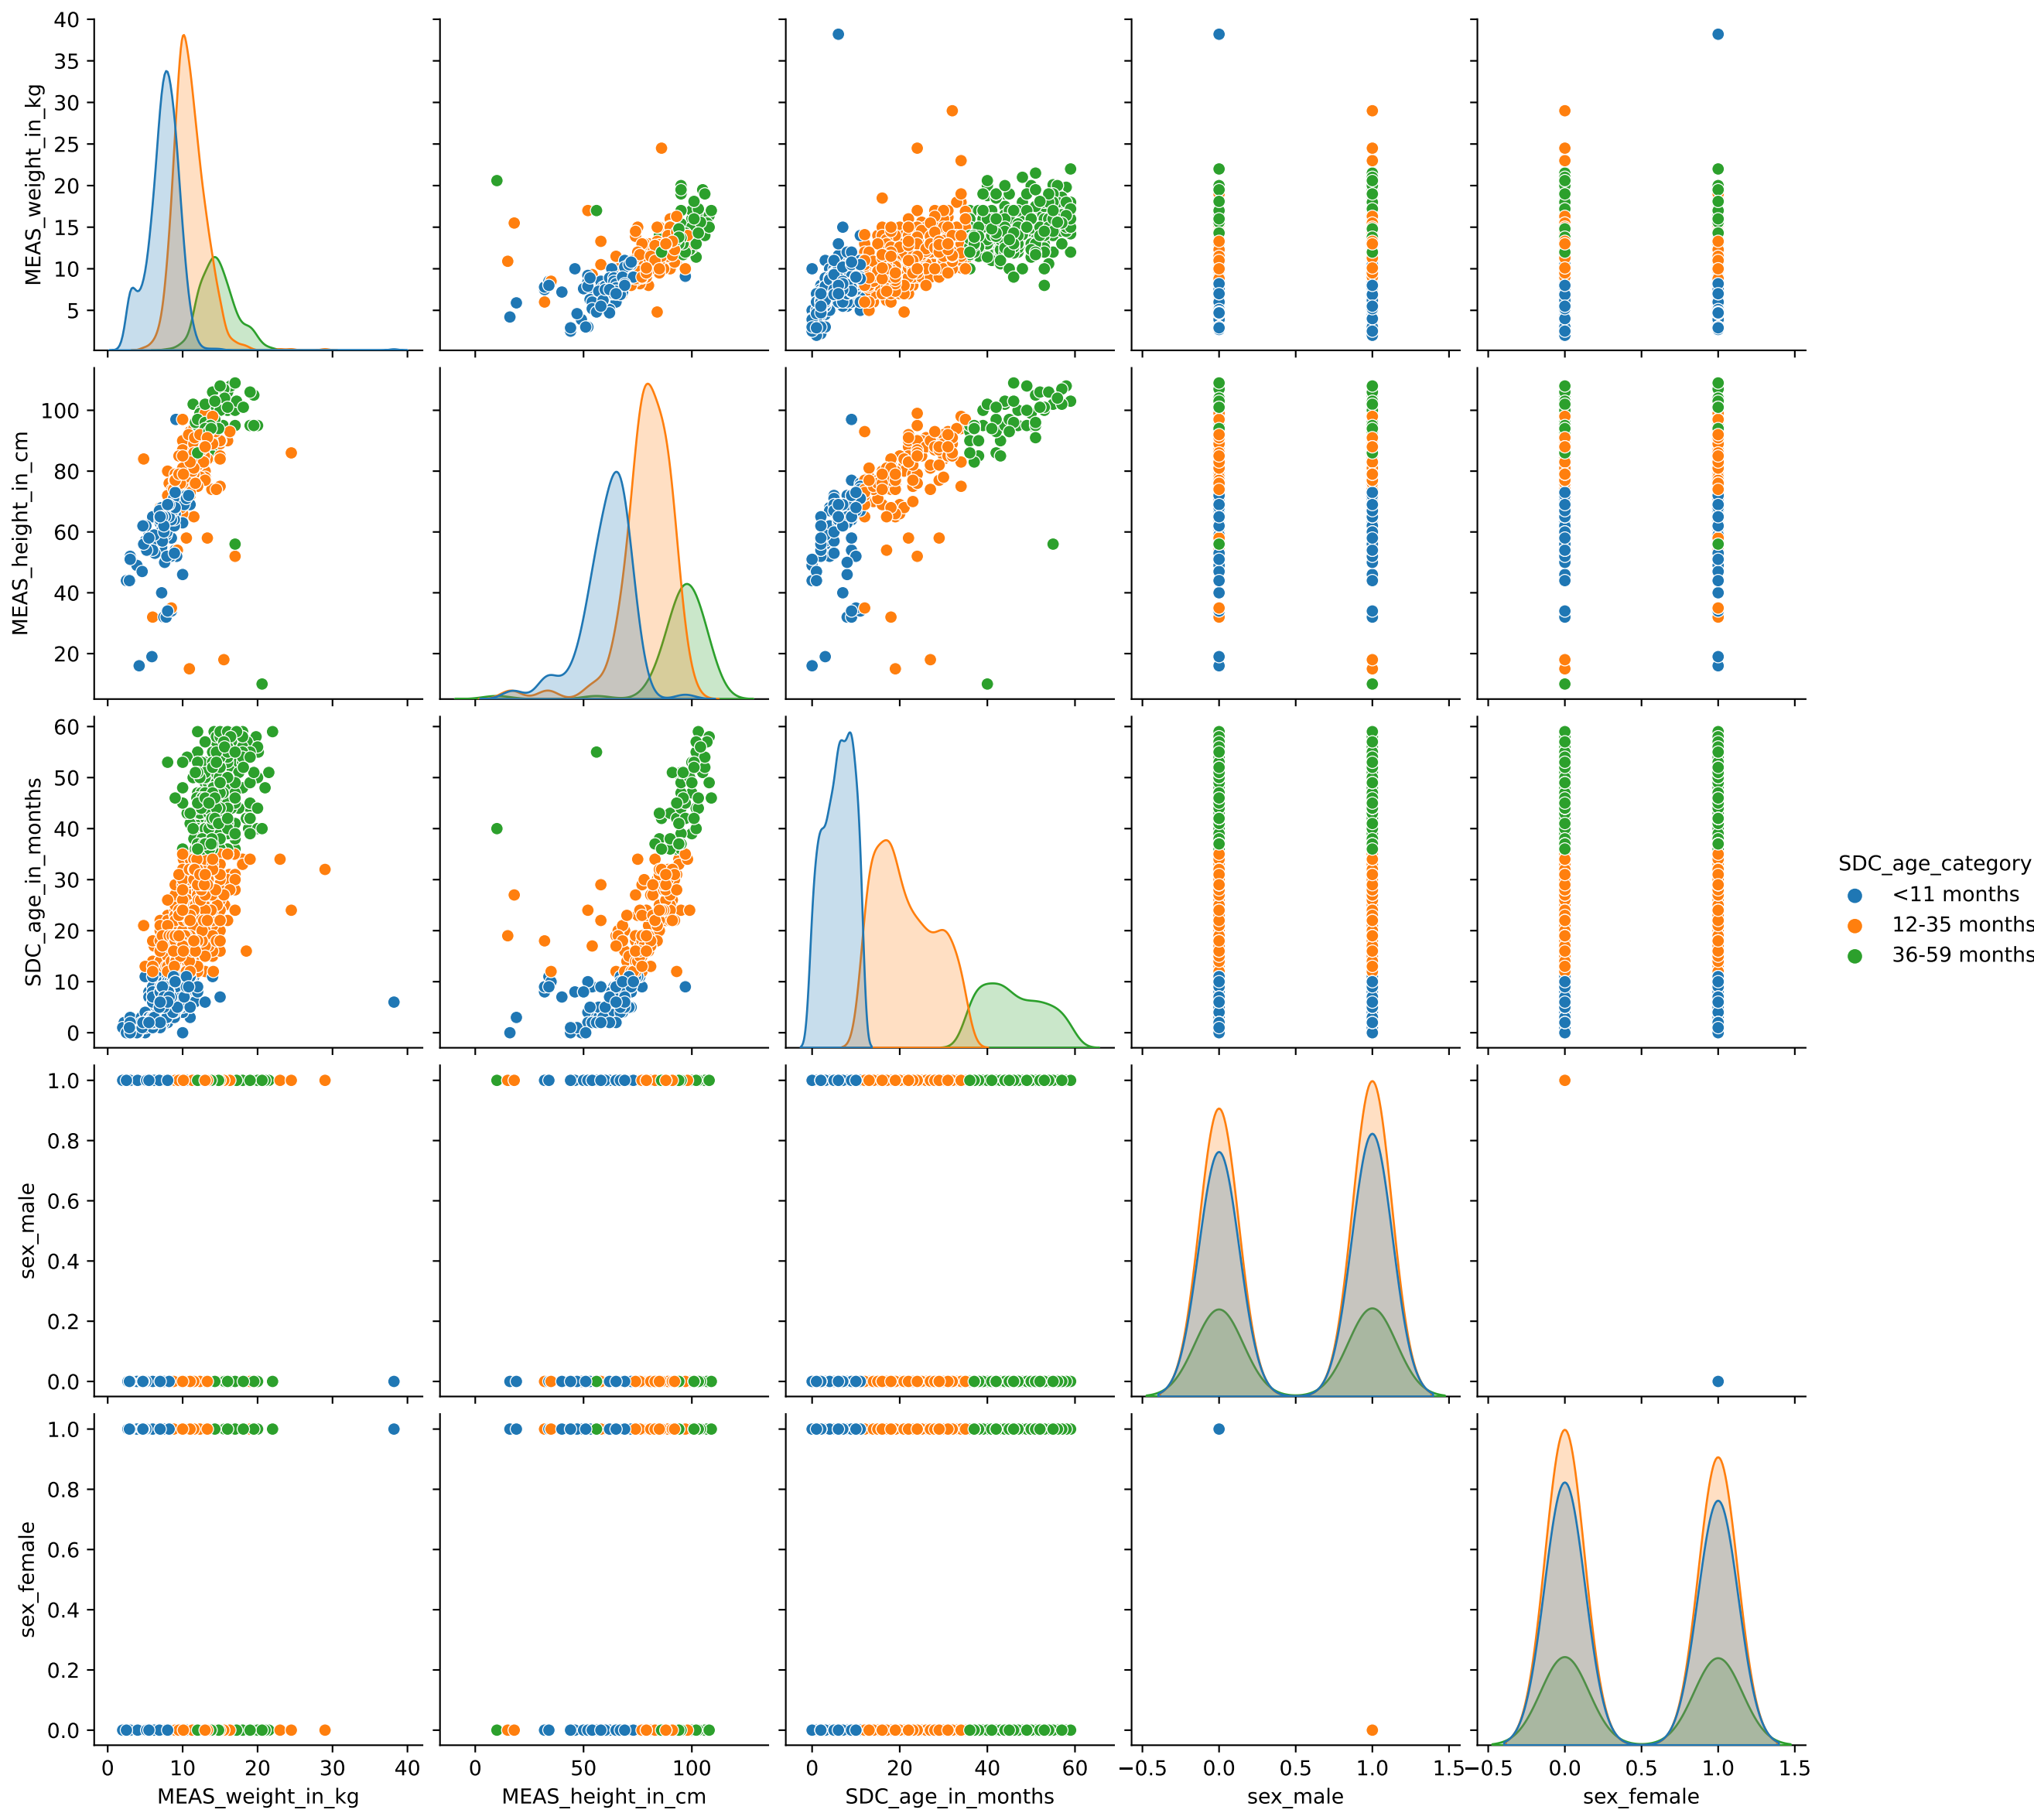 40
35
30
25
20
15
10
5
MEAS_weight_in_kg
100
80
60
40
20
MEAS_height_in_cm
60
50
40
30
20
10
0
SDC_age_in_months
SDC_age_category
<11 months
12-35 months
36-59 months
1.0
0.8
0.6
0.4
0.2
0.0
sex_male
1.0
0.8
0.6
0.4
0.2
0.0
sex_female
0 10 20 30 40
MEAS_weight_in_kg
0 50 100
MEAS_height_in_cm
0 20 40 60
SDC_age_in_months
−0.5 0.0 0.5 1.0 1.5
sex_male
−0.5 0.0 0.5 1.0 1.5
sex_female